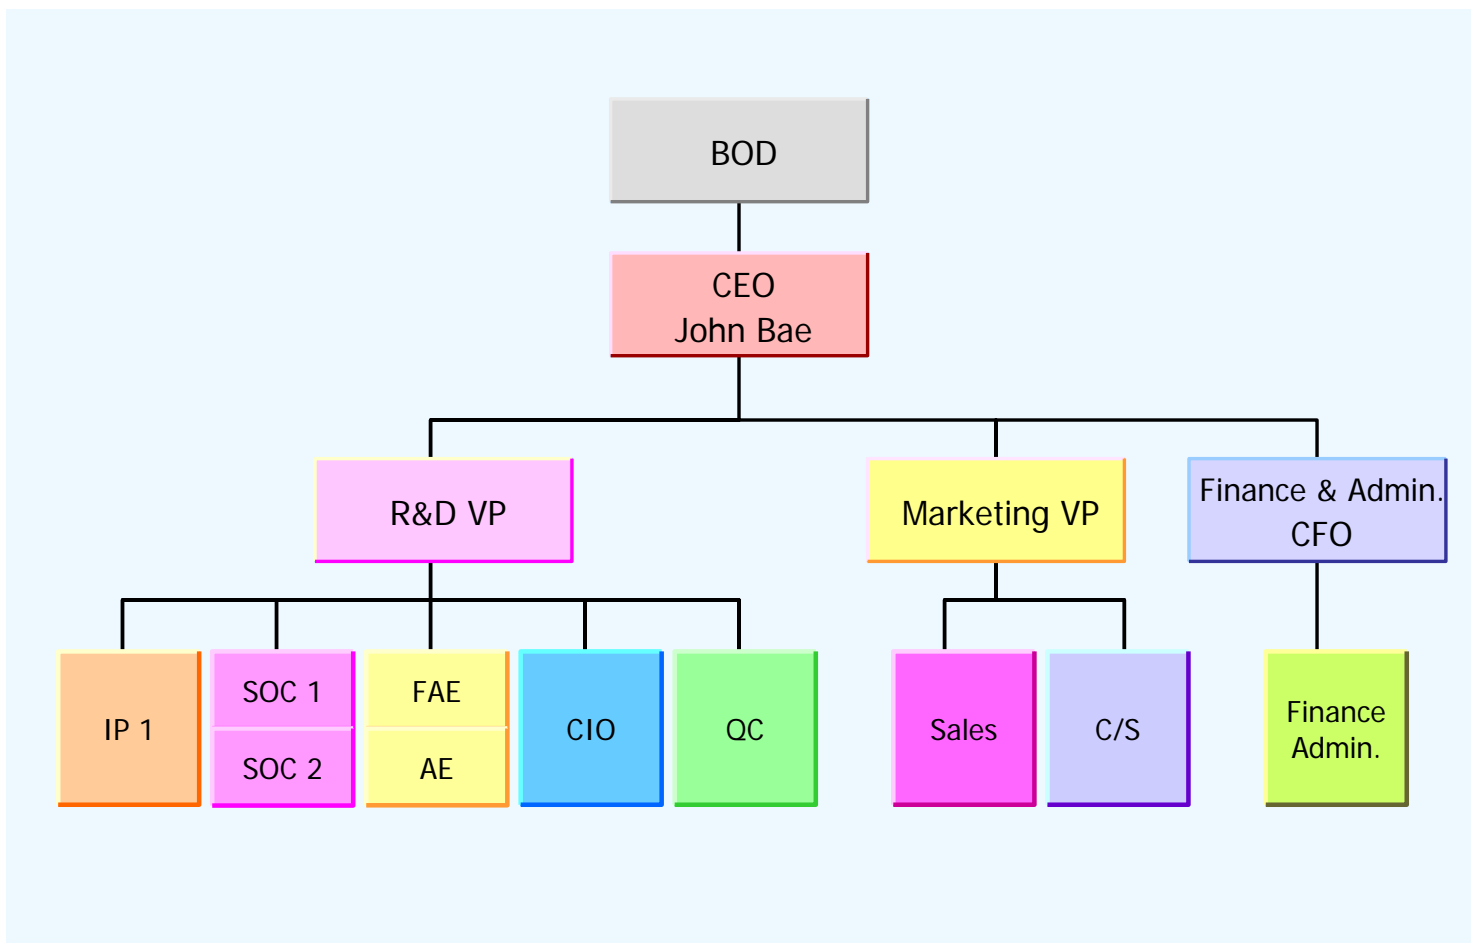 BOD
CEO
John Bae
R&D VP
Marketing VP
Finance & Admin.
CFO
IP 1
SOC 1
SOC 2
FAE
AE
CIO
QC
Sales
C/S
Finance
Admin.